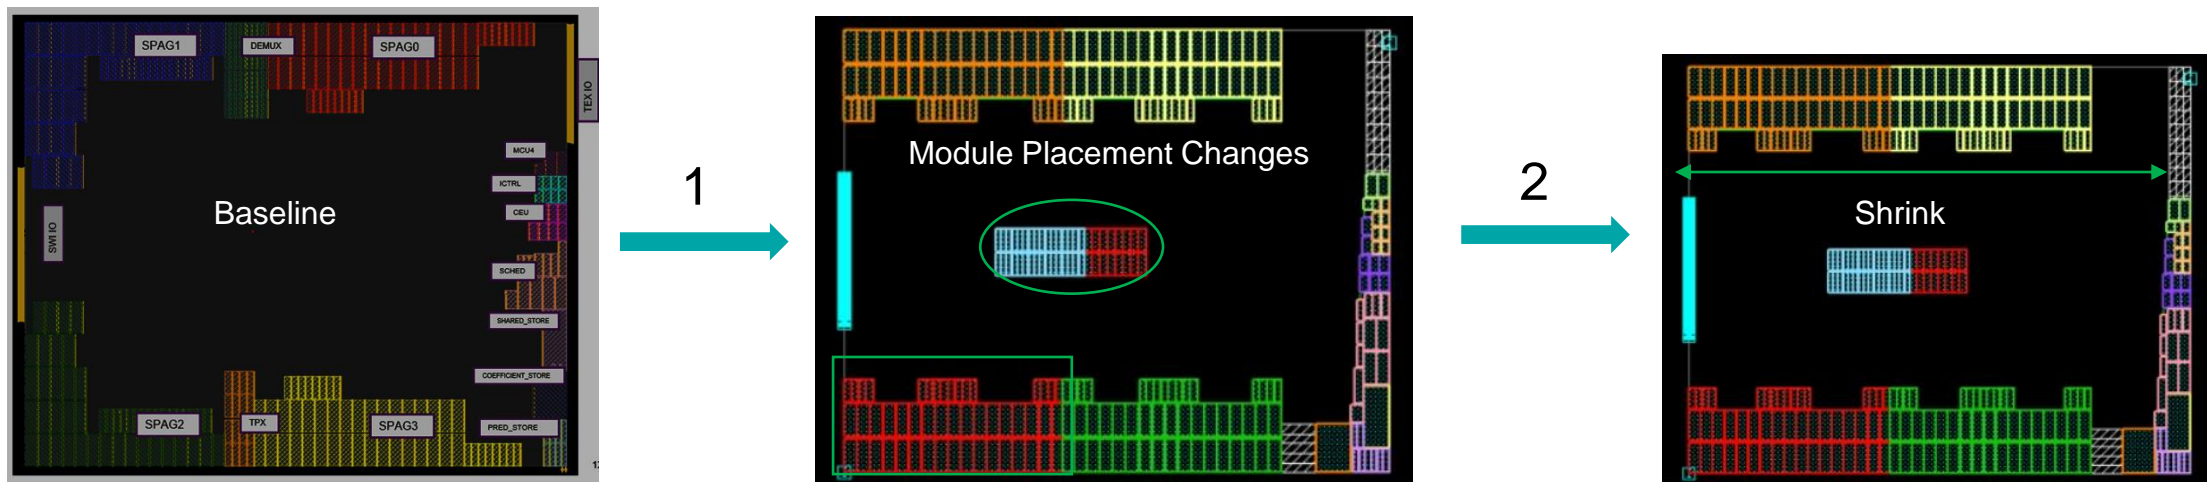 SPAG1
DEMUX
SPAG0
TEX IO
MCU4
ICTRL
CEU
Baseline
SWI IO
SCHED
SHARED_STORE
COEFFICIENT_STORE
SPAG2
TPX
SPAG3
PRED_STORE
1
Module Placement Changes
2
Shrink